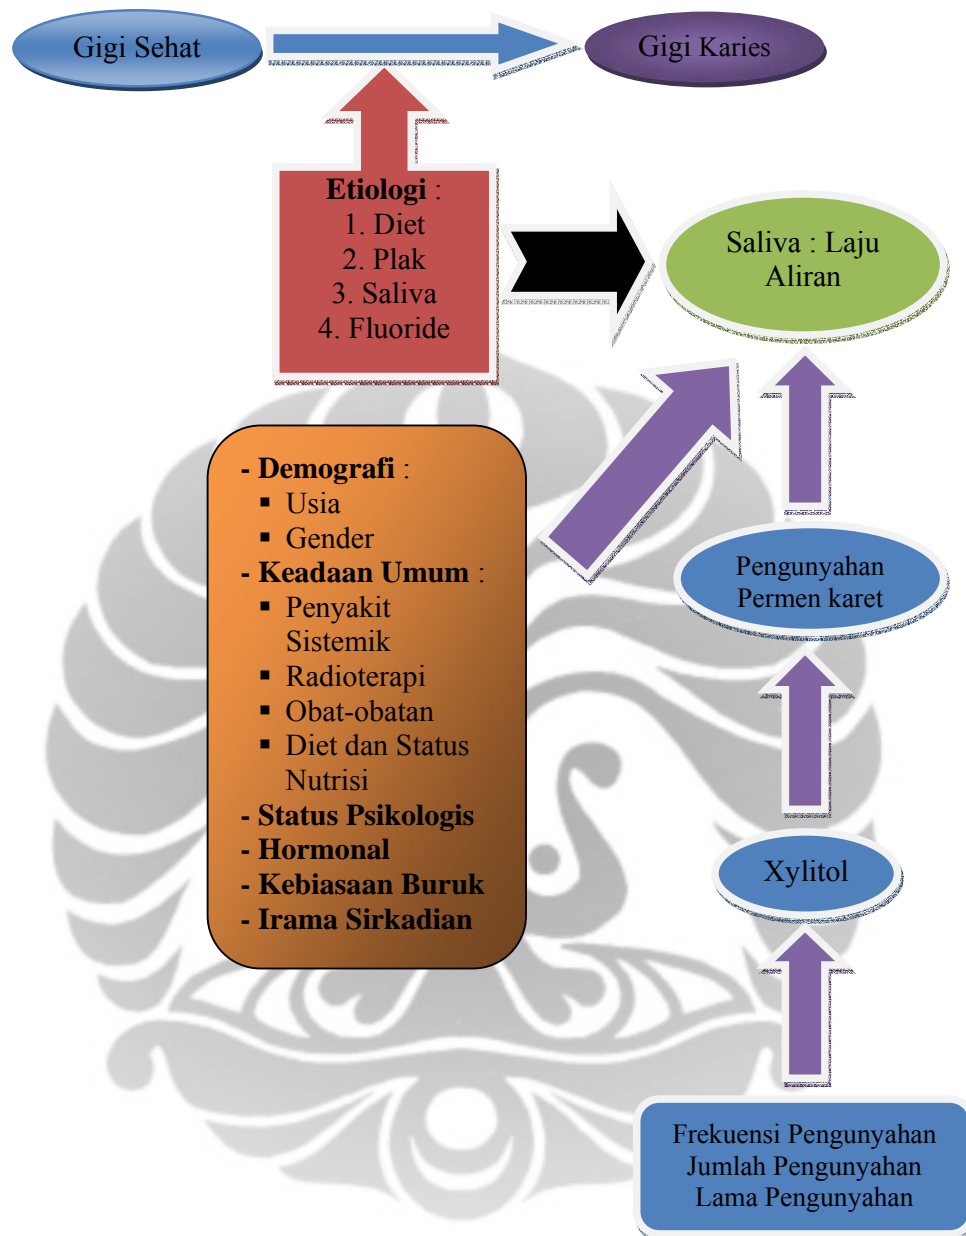 Gigi Sehat
Gigi Karies
Etiologi :
1. Diet
2. Plak
3. Saliva
4. Fluoride
Saliva : Laju
Aliran
- Demografi :
▪ Usia
▪ Gender
- Keadaan Umum :
▪ Penyakit
Sistemik
▪ Radioterapi
▪ Obat-obatan
▪ Diet dan Status
Nutrisi
- Status Psikologis
- Hormonal
- Kebiasaan Buruk
- Irama Sirkadian
Pengunyahan
Permen karet
Xylitol
Frekuensi Pengunyahan
Jumlah Pengunyahan
Lama Pengunyahan